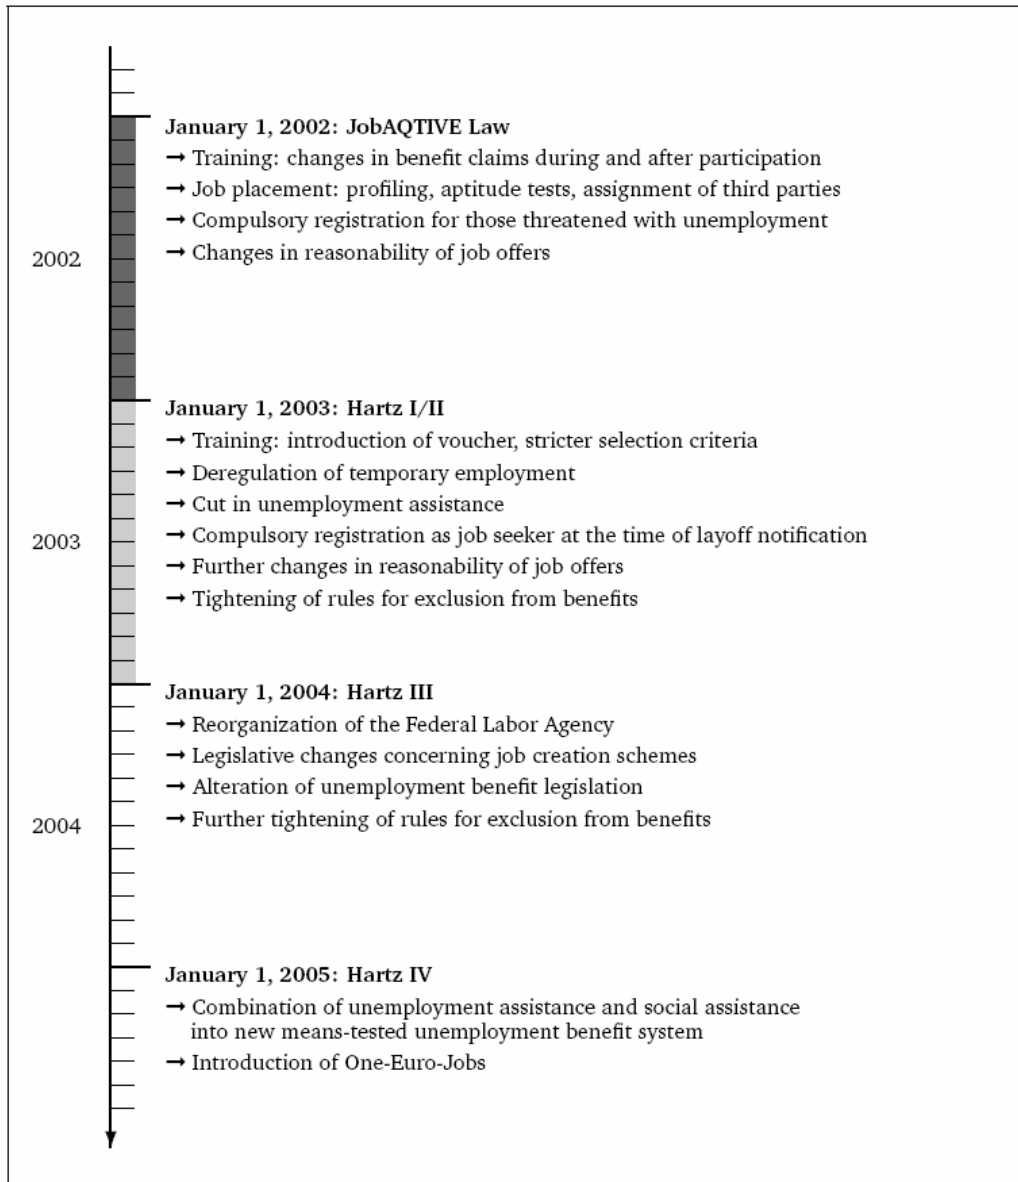 January 1, 2002: JobAQTIVE Law
→ Training: changes in benefit claims during and after participation
→ Job placement: profiling, aptitude tests, assignment of third parties
→ Compulsory registration for those threatened with unemployment
→ Changes in reasonability of job offers
2002
January 1, 2003: Hartz I/II
→ Training: introduction of voucher, stricter selection criteria
→ Deregulation of temporary employment
→ Cut in unemployment assistance
→ Compulsory registration as job seeker at the time of layoff notification
2003
→ Further changes in reasonability of job offers
→ Tightening of rules for exclusion from benefits
January 1, 2004: Hartz III
→ Reorganization of the Federal Labor Agency
→ Legislative changes concerning job creation schemes
→ Alteration of unemployment benefit legislation
→ Further tightening of rules for exclusion from benefits
2004
January 1, 2005: Hartz IV
→ Combination of unemployment assistance and social assistance
into new means-tested unemployment benefit system
→ Introduction of One-Euro-Jobs